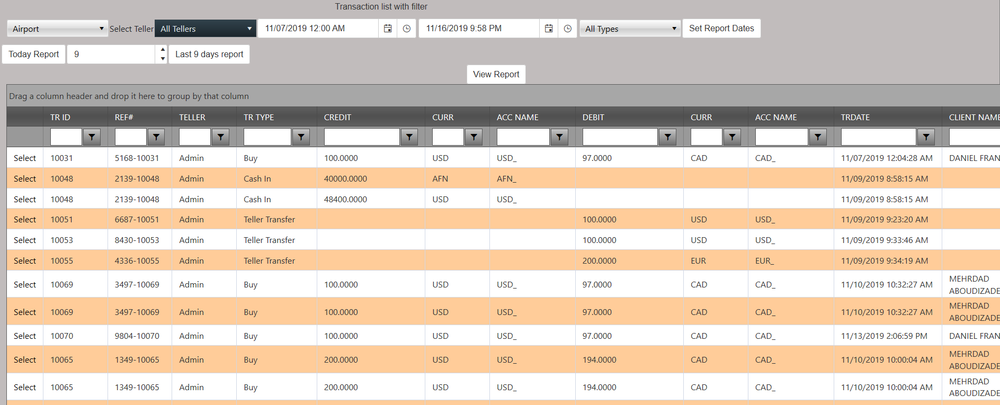 Transaction list with filter
Airport Select Teller All Tellers 11/07/2019 12:00 AM 11/16/2019 9:58 PM All Types Set Report Dates
Today Report 9 Last 9 days report
View Report
Drag a column header and drop it here to group by that column
TR ID REF# TELLER TR TYPE CREDIT CURR ACC NAME DEBIT CURR ACC NAME TRDATE CLIENT NAME
Select 10031 5168-10031 Admin Buy 100.0000 USD USD_ 97.0000 CAD CAD_ 11/07/2019 12:04:28 AM DANIEL FRAN
Select 10048 2139-10048 Admin Cash In 40000.0000 AFN AFN_ 11/09/2019 8:58:15 AM
Select 10048 2139-10048 Admin Cash In 48400.0000 USD USD_ 11/09/2019 8:58:15 AM
Select 10051 6687-10051 Admin Teller Transfer 100.0000 USD USD_ 11/09/2019 9:23:20 AM
Select 10053 8430-10053 Admin Teller Transfer 100.0000 USD USD_ 11/09/2019 9:33:46 AM
Select 10055 4336-10055 Admin Teller Transfer 200.0000 EUR EUR_ 11/09/2019 9:34:19 AM
Select 10069 3497-10069 Admin Buy 100.0000 USD USD_ 97.0000 CAD CAD_ 11/10/2019 10:32:27 AM MEHRDAD
ABOUDIZADE
Select 10069 3497-10069 Admin Buy 100.0000 USD USD_ 97.0000 CAD CAD_ 11/10/2019 10:32:27 AM MEHRDAD
ABOUDIZADE
Select 10070 9804-10070 Admin Buy 100.0000 USD USD_ 97.0000 CAD CAD_ 11/13/2019 2:06:59 PM DANIEL FRAN
Select 10065 1349-10065 Admin Buy 200.0000 USD USD_ 194.0000 CAD CAD_ 11/10/2019 10:00:04 AM MEHRDAD
ABOUDIZADE
Select 10065 1349-10065 Admin Buy 200.0000 USD USD_ 194.0000 CAD CAD_ 11/10/2019 10:00:04 AM MEHRDAD
ABOUDIZADE